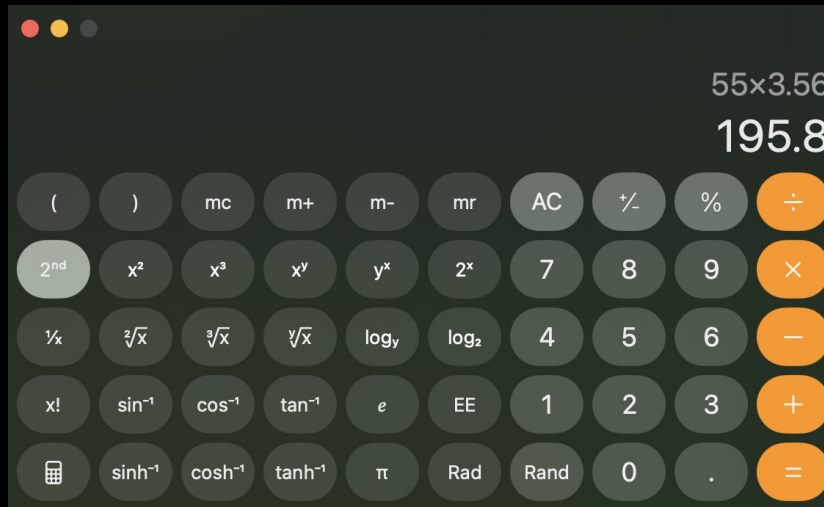 55×3.56
195.8
( ) mc m+ m- mr AC +/- % ÷
2ⁿᵈ x² x³ xʸ yˣ 2ˣ 7 8 9 ×
1/x ²√x ³√x ʸ√x logᵧ log₂ 4 5 6 −
x! sin⁻¹ cos⁻¹ tan⁻¹ e EE 1 2 3 +
sinh⁻¹ cosh⁻¹ tanh⁻¹ π Rad Rand 0 . =